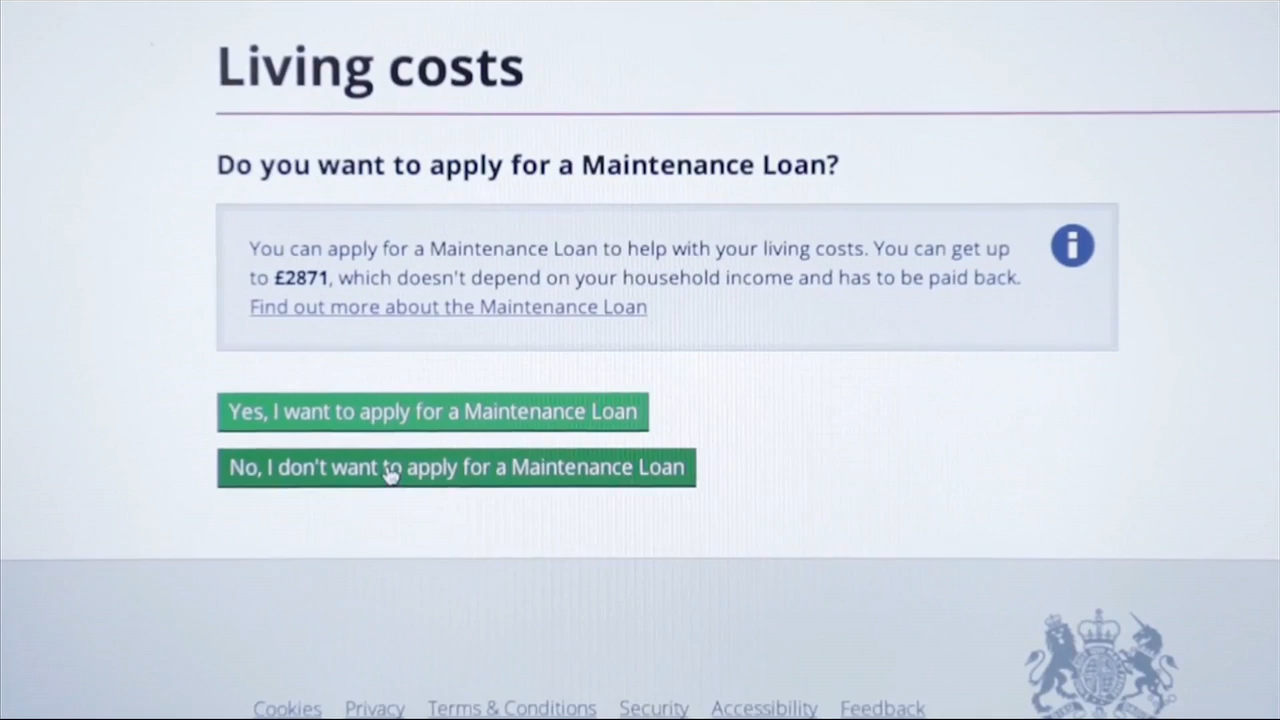 Living costs
Do you want to apply for a Maintenance Loan?
You can apply for a Maintenance Loan to help with your living costs. You can get up
to £2871, which doesn't depend on your household income and has to be paid back.
Find out more about the Maintenance Loan
Yes, I want to apply for a Maintenance Loan
No, I don't want to apply for a Maintenance Loan
Cookies Privacy Terms & Conditions Security Accessibility Feedback